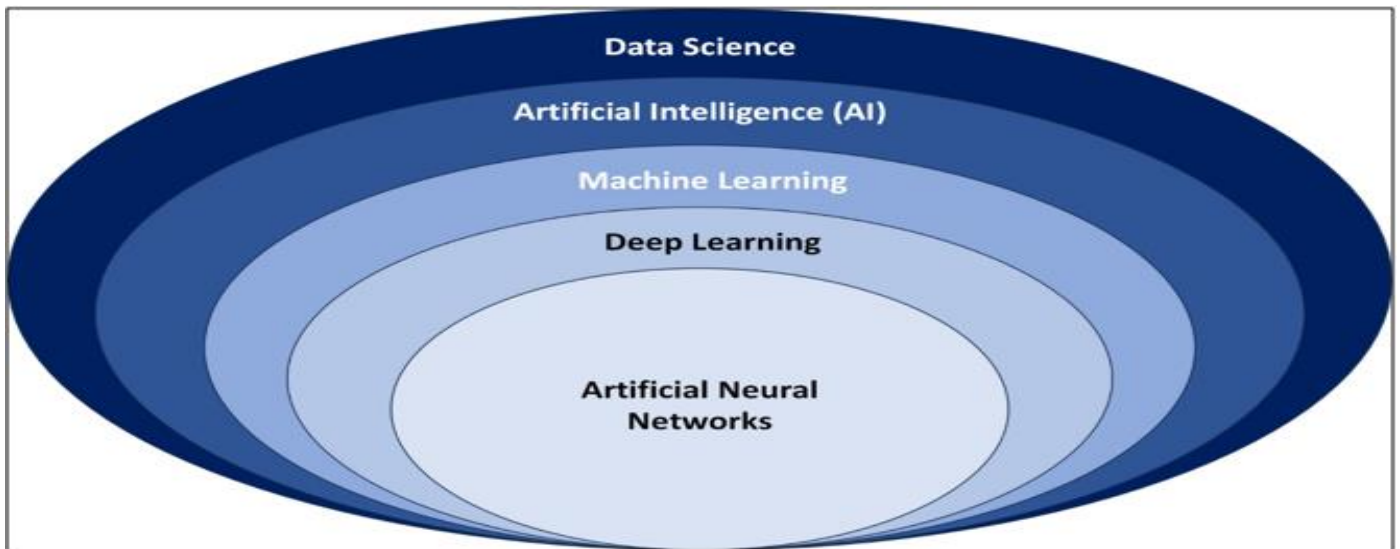 Data Science
Artificial Intelligence (AI)
Machine Learning
Deep Learning
Artificial Neural
Networks